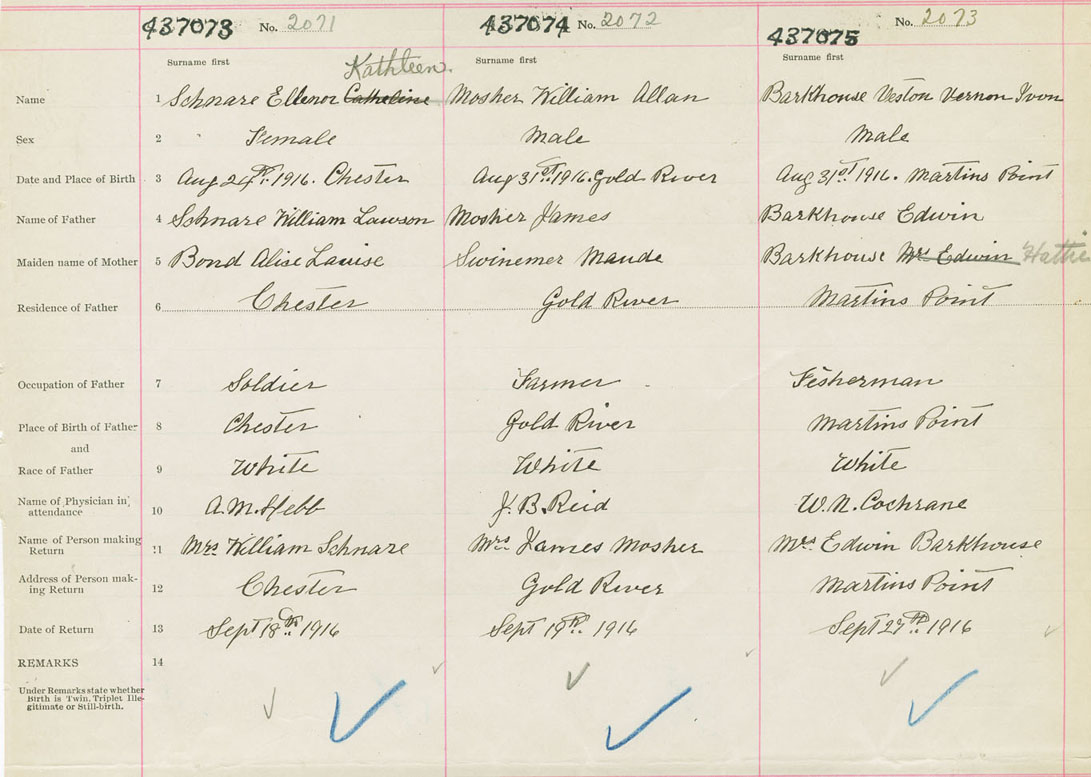 437073 No. 2071 437074 No. 2072 437075 No. 2073
Surname first Surname first Surname first
Kathleen.
Name 1 Schnare Ellenor Catheline Mosher William Allan Barkhouse Veston Vernon Ivon
Sex 2 Female Male Male
Date and Place of Birth 3 Aug 24th. 1916. Chester Aug 31st. 1916. Gold River Aug 31st 1916. Martins Point
Name of Father 4 Schnare William Lawson Mosher James Barkhouse Edwin
Maiden name of Mother 5 Bond Alise Lauise Swinemer Maude Barkhouse Mrs Edwin Hattie
Residence of Father 6 Chester Gold River Martins Point
Occupation of Father 7 Soldier Farmer Fisherman
Place of Birth of Father 8 Chester Gold River Martins Point
and
Race of Father 9 White White White
Name of Physician in
attendance 10 A.M. Hebb J. B. Reid W. N. Cochrane
Name of Person making
Return 11 Mrs William Schnare Mrs. James Mosher Mrs Edwin Barkhouse
Address of Person mak-
ing Return 12 Chester Gold River Martins Point
Date of Return 13 Sept 18th. 1916 Sept 19th. 1916 Sept 27th. 1916
REMARKS 14
Under Remarks state whether
Birth is Twin, Triplet Ille-
gitimate or Still-birth.